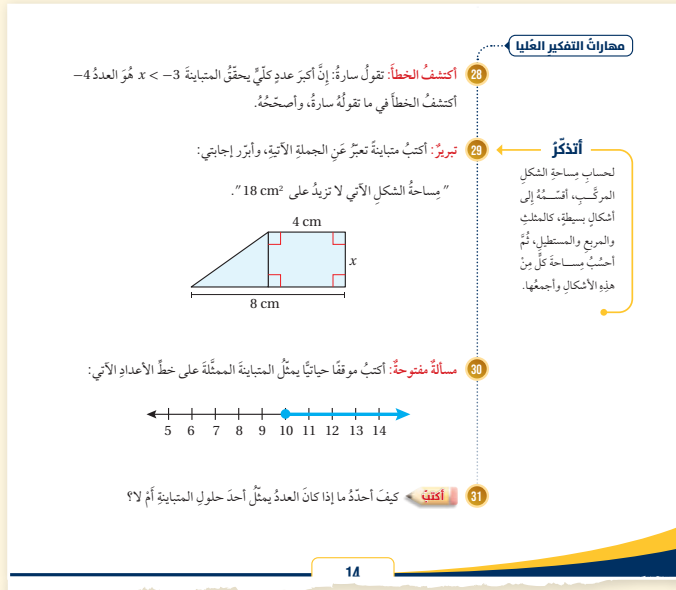 مهاراتُ التفكيرِ العُليا
28 أكتشفُ الخطأَ: تقولُ سارةُ: إنَّ أكبرَ عددٍ كلّيٍّ يحقّقُ المتباينةَ x < −3 هُوَ العددُ −4
أكتشفُ الخطأَ في ما تقولُهُ سارةُ، وأصحّحُهُ.
29 تبريرٌ: أكتبُ متباينةً تعبّرُ عَنِ الجملةِ الآتيةِ، وأبرّر إجابتي:
" مِساحةُ الشكلِ الآتي لا تزيدُ على 18 cm² ".
4 cm
x
8 cm
أتذكّرُ
لحسابِ مِساحةِ الشكلِ
المركَّبِ، أقسّمُهُ إلى
أشكالٍ بسيطةٍ، كالمثلثِ
والمربعِ والمستطيلِ، ثُمَّ
أحسُبُ مِساحةَ كلٍّ مِنْ
هذِهِ الأشكالِ وأجمعُها.
30 مسألةٌ مفتوحةٌ: أكتبُ موقفًا حياتيًّا يمثّلُ المتباينةَ الممثَّلةَ على خطِّ الأعدادِ الآتي:
5 6 7 8 9 10 11 12 13 14
31 أكتبُ كيفَ أحدّدُ ما إذا كانَ العددُ يمثّلُ أحدَ حلولِ المتباينةِ أَمْ لا؟
14